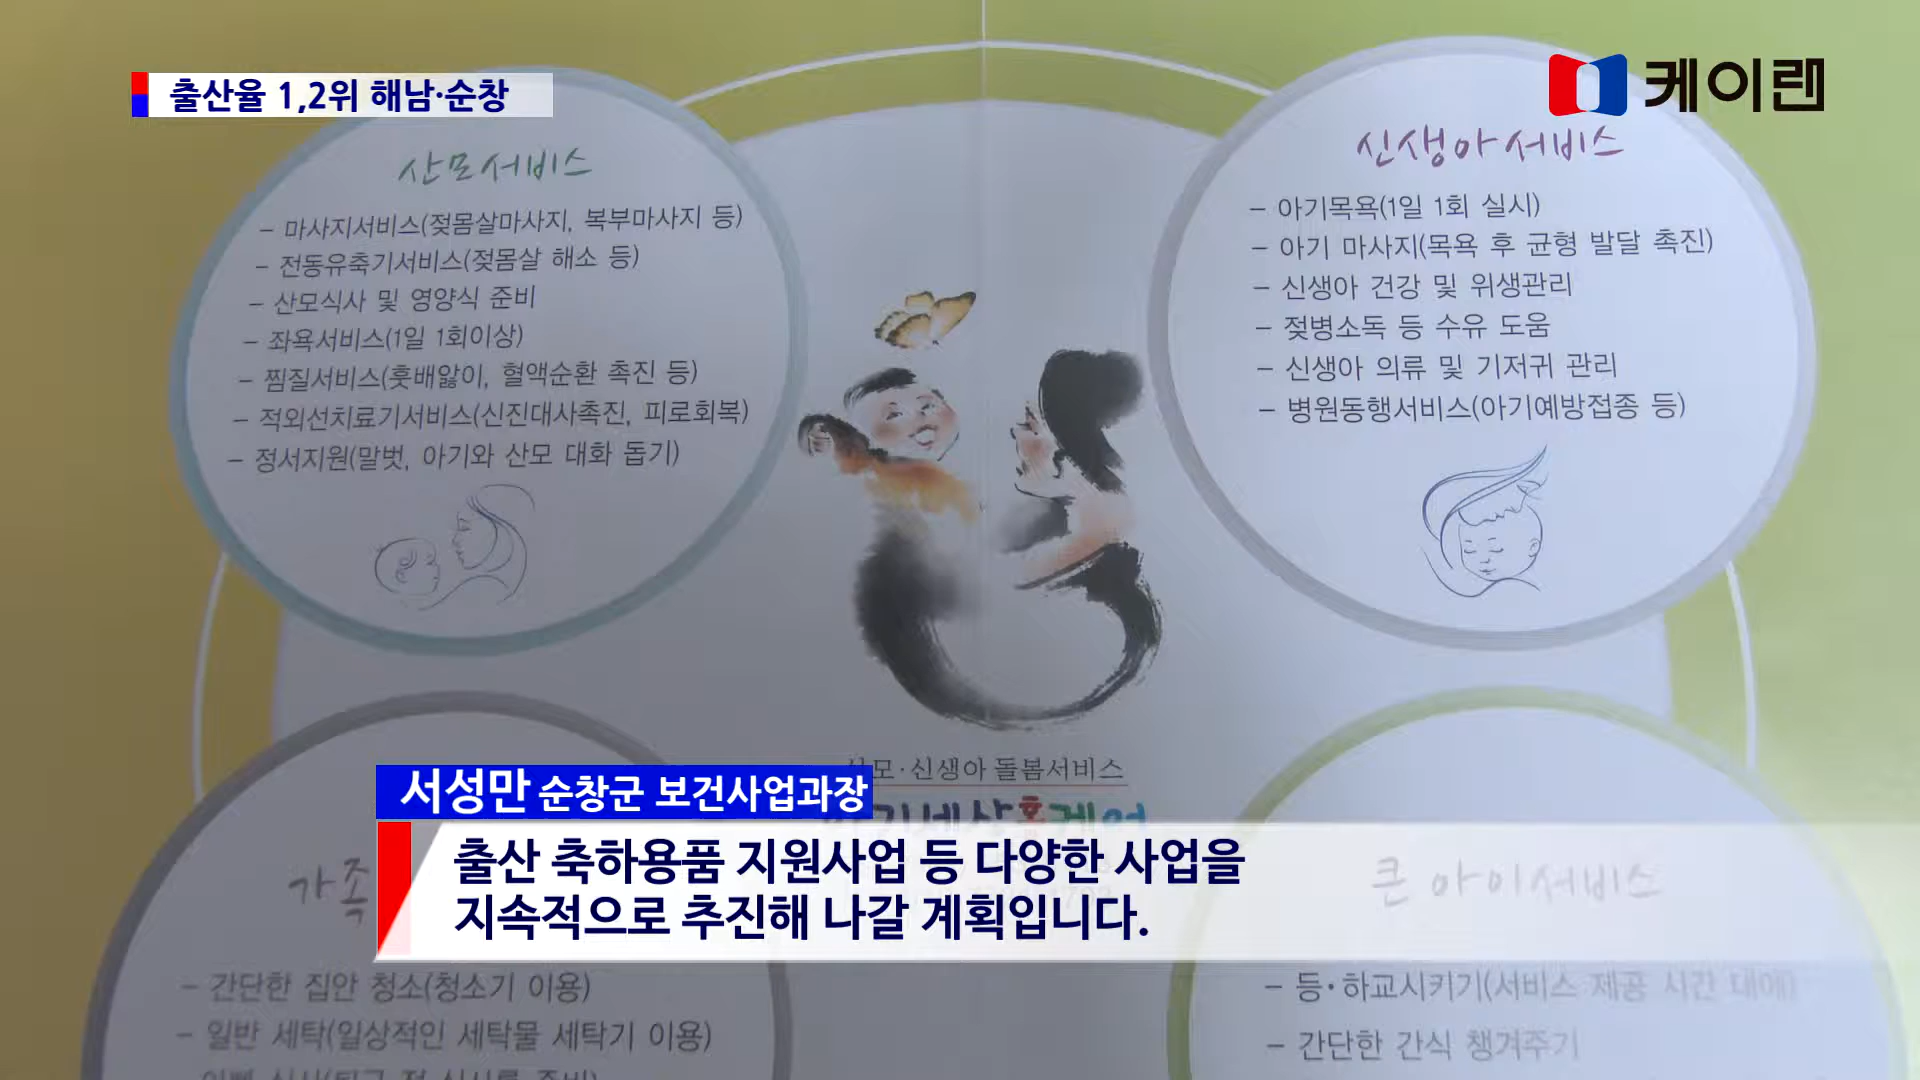 출산율 1,2위 해남·순창
케이랜
산모서비스
- 마사지서비스(젖몸살마사지, 복부마사지 등)
- 전동유축기서비스(젖몸살 해소 등)
- 산모식사 및 영양식 준비
- 좌욕서비스(1일 1회이상)
- 찜질서비스(훗배앓이, 혈액순환 촉진 등)
- 적외선치료기서비스(신진대사촉진, 피로회복)
- 정서지원(말벗, 아기와 산모 대화 돕기)
신생아서비스
- 아기목욕(1일 1회 실시)
- 아기 마사지(목욕 후 균형 발달 촉진)
- 신생아 건강 및 위생관리
- 젖병소독 등 수유 도움
- 신생아 의류 및 기저귀 관리
- 병원동행서비스(아기예방접종 등)
산모·신생아 돌봄서비스
서성만 순창군 보건사업과장
출산 축하용품 지원사업 등 다양한 사업을
지속적으로 추진해 나갈 계획입니다.
가족
- 간단한 집안 청소(청소기 이용)
- 일반 세탁(일상적인 세탁물 세탁기 이용)
큰아이서비스
- 등·하교시키기(서비스 제공 시간 대에)
- 간단한 간식 챙겨주기